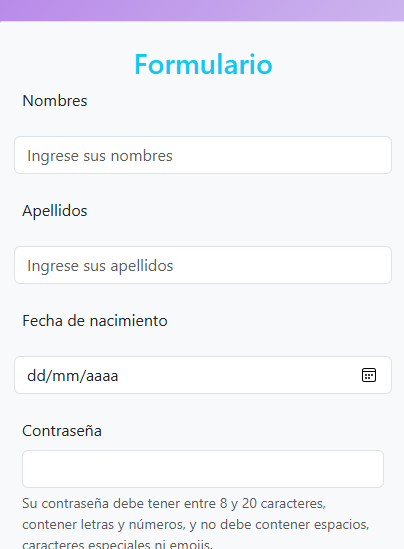 Formulario
Nombres
Ingrese sus nombres
Apellidos
Ingrese sus apellidos
Fecha de nacimiento
dd/mm/aaaa
Contraseña
Su contraseña debe tener entre 8 y 20 caracteres,
contener letras y números, y no debe contener espacios,
caracteres especiales ni emojis.